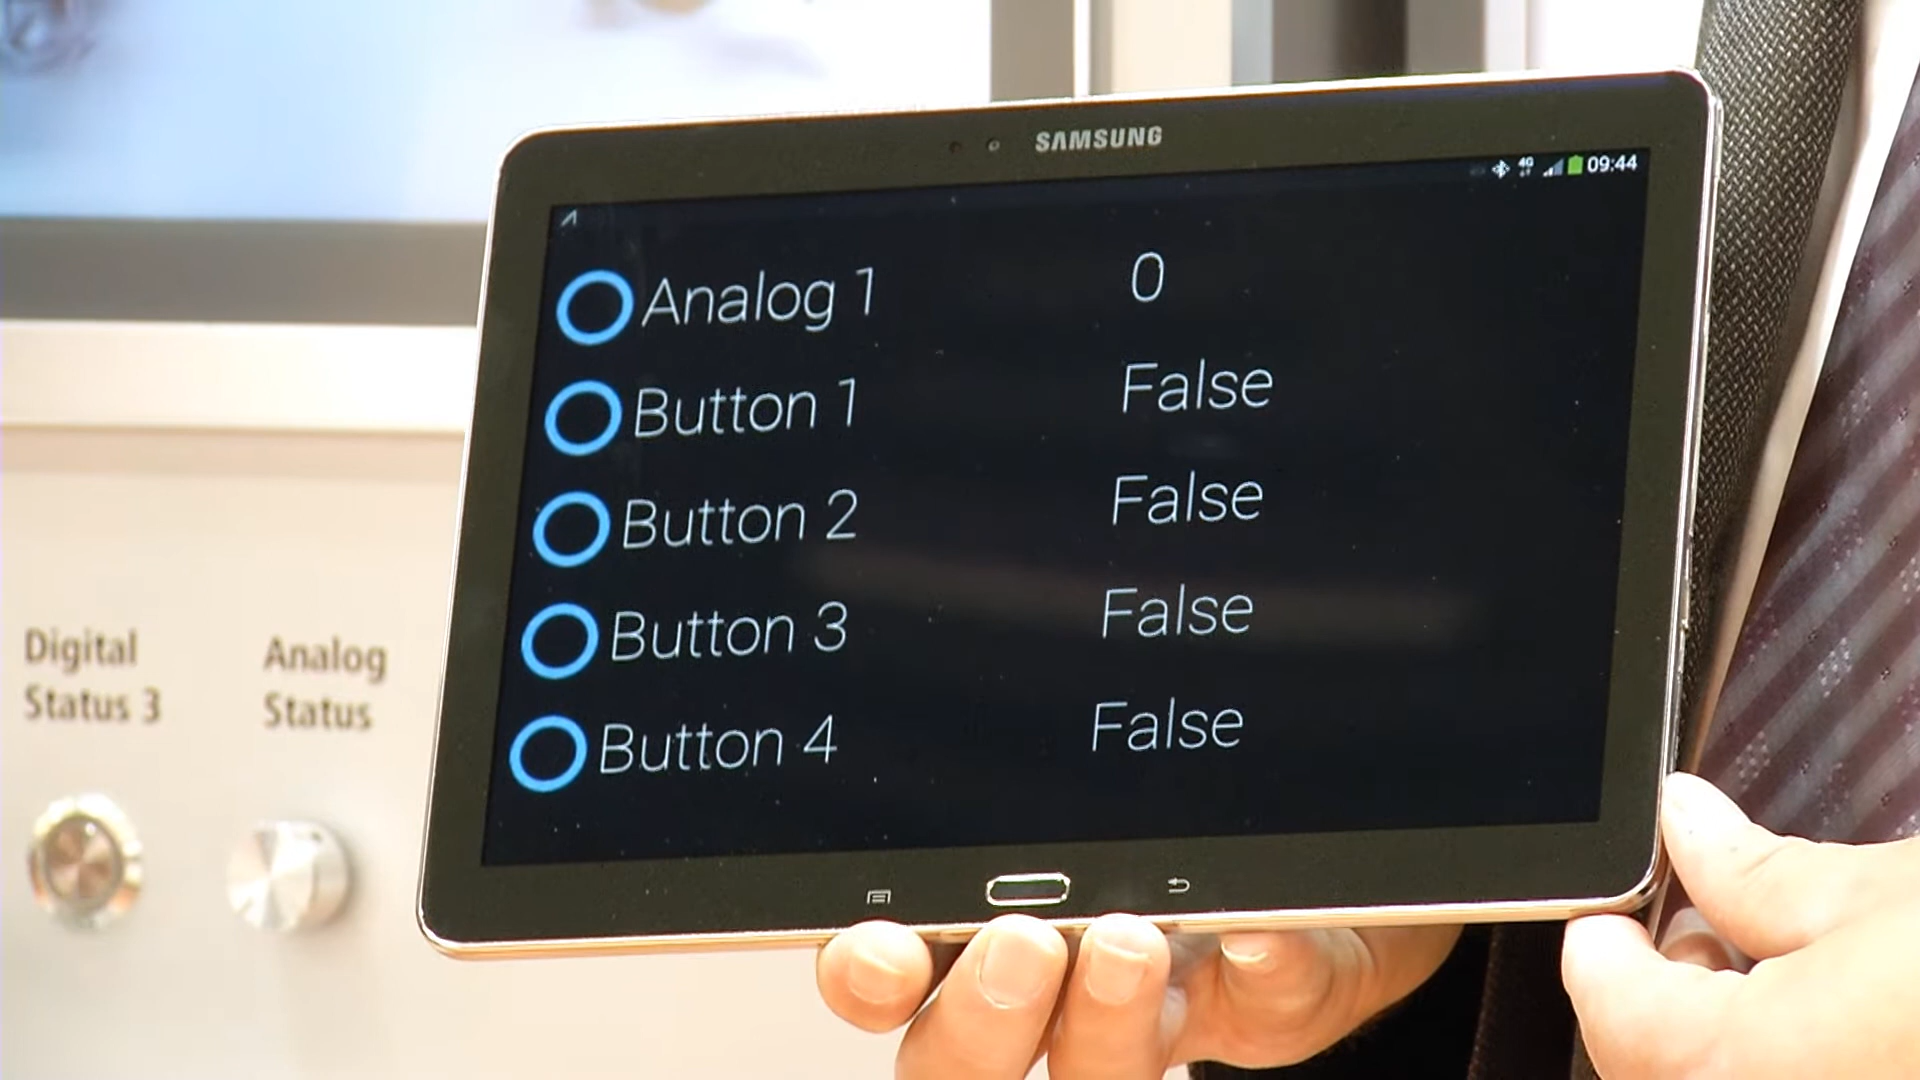 SAMSUNG
4G 09:44
Analog 1 0
Button 1 False
Button 2 False
Button 3 False
Button 4 False
Digital
Status 3
Analog
Status